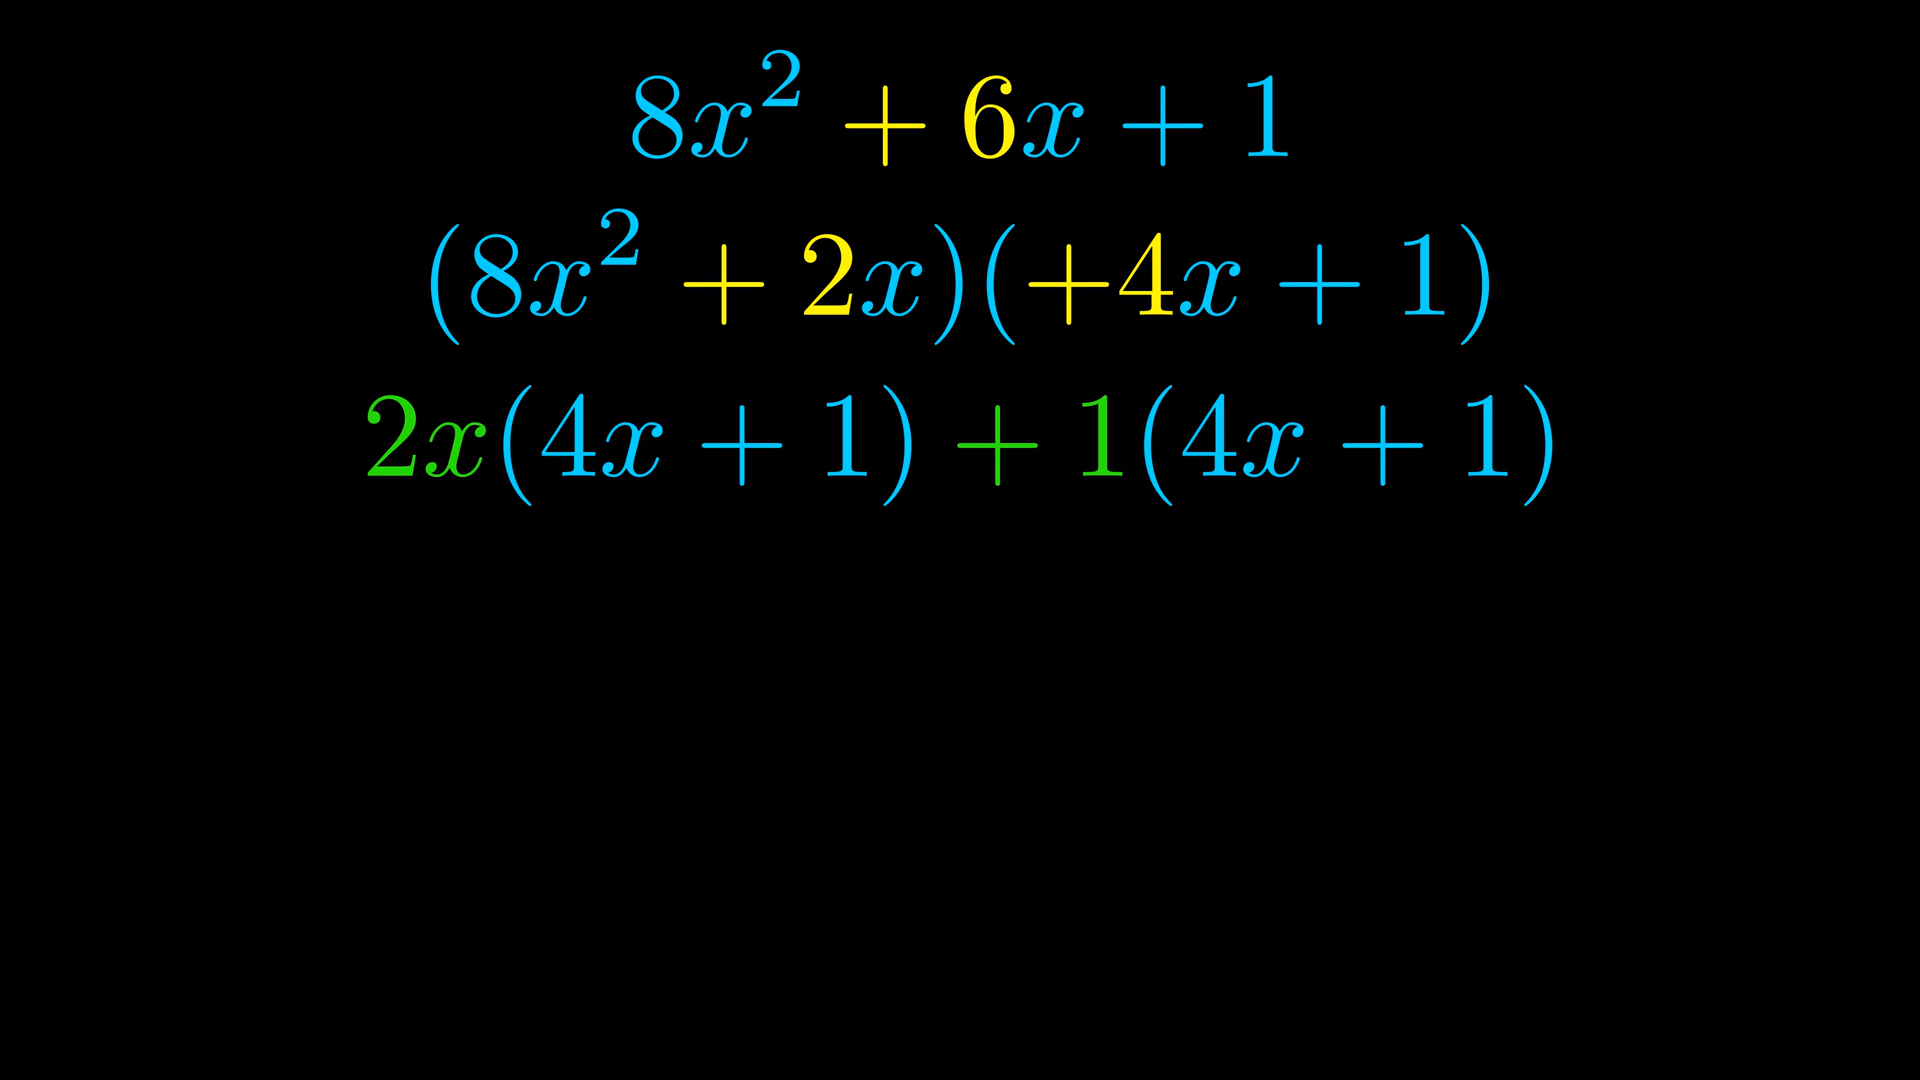 8x² + 6x + 1
(8x² + 2x)(+4x + 1)
2x(4x + 1) + 1(4x + 1)